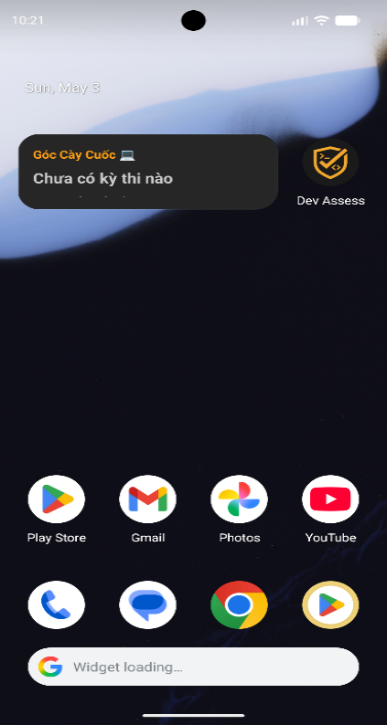 10:21
Sun, May 3
Góc Cày Cuốc 💻
Chưa có kỳ thi nào
Dev Assess
Play Store
Gmail
Photos
YouTube
Widget loading...